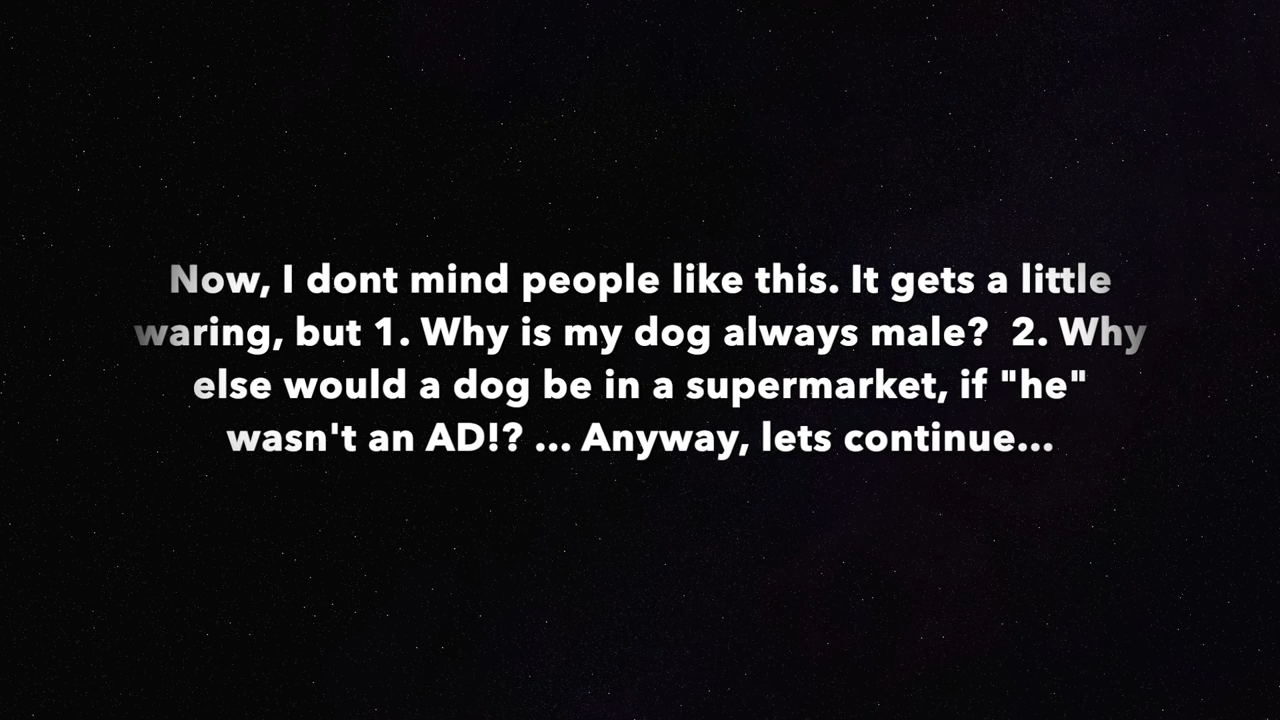 Now, I dont mind people like this. It gets a little
waring, but 1. Why is my dog always male?  2. Why
else would a dog be in a supermarket, if "he"
wasn't an AD!? ... Anyway, lets continue...